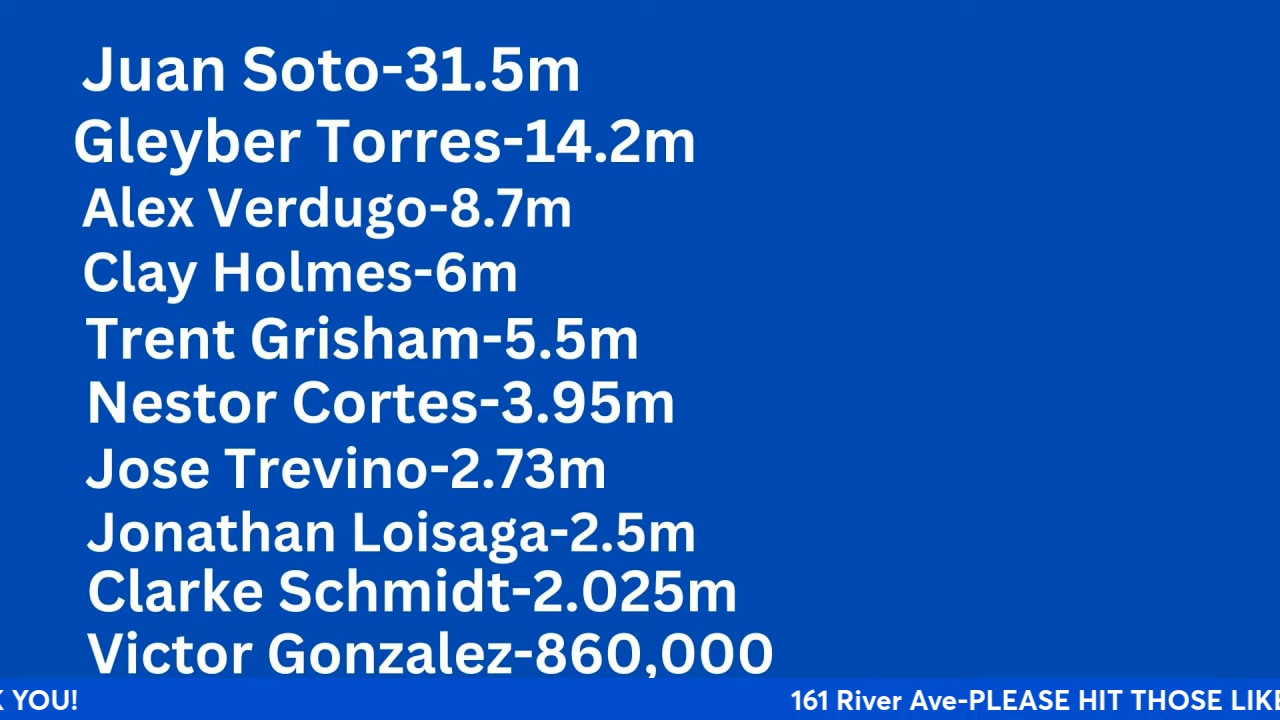 Juan Soto-31.5m
Gleyber Torres-14.2m
Alex Verdugo-8.7m
Clay Holmes-6m
Trent Grisham-5.5m
Nestor Cortes-3.95m
Jose Trevino-2.73m
Jonathan Loisaga-2.5m
Clarke Schmidt-2.025m
Victor Gonzalez-860,000
YOU! 161 River Ave-PLEASE HIT THOSE LIKE